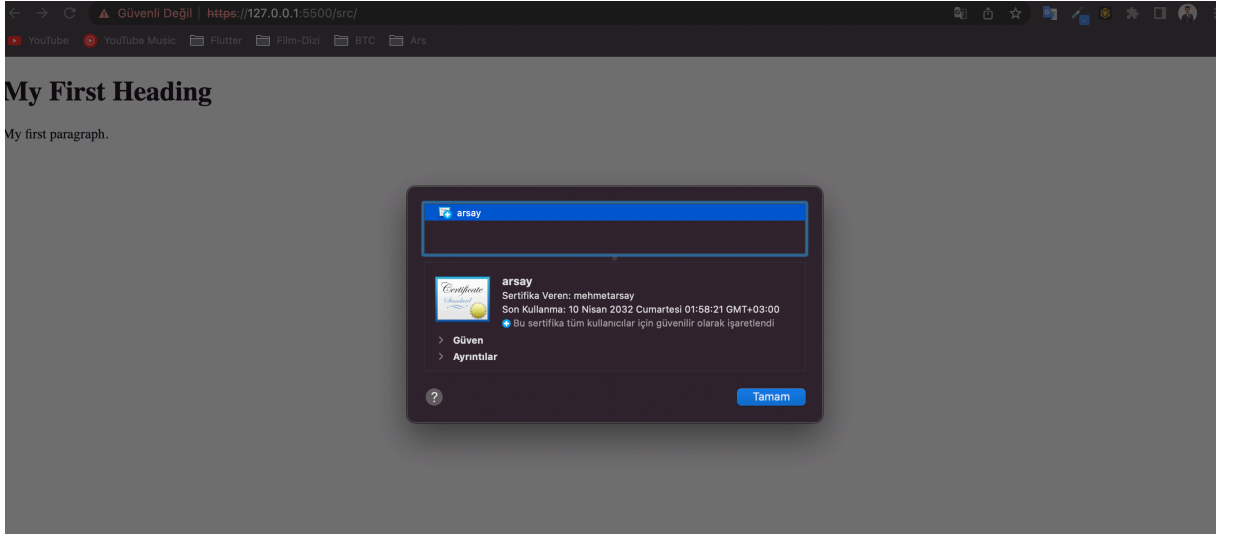 Güvenli Değil | https://127.0.0.1:5500/src/
YouTube YouTube Music Flutter Film-Dizi BTC Ars
My First Heading
My first paragraph.
arsay
Certificate
Standard
arsay
Sertifika Veren: mehmetarsay
Son Kullanma: 10 Nisan 2032 Cumartesi 01:58:21 GMT+03:00
Bu sertifika tüm kullanıcılar için güvenilir olarak işaretlendi
Güven
Ayrıntılar
? Tamam